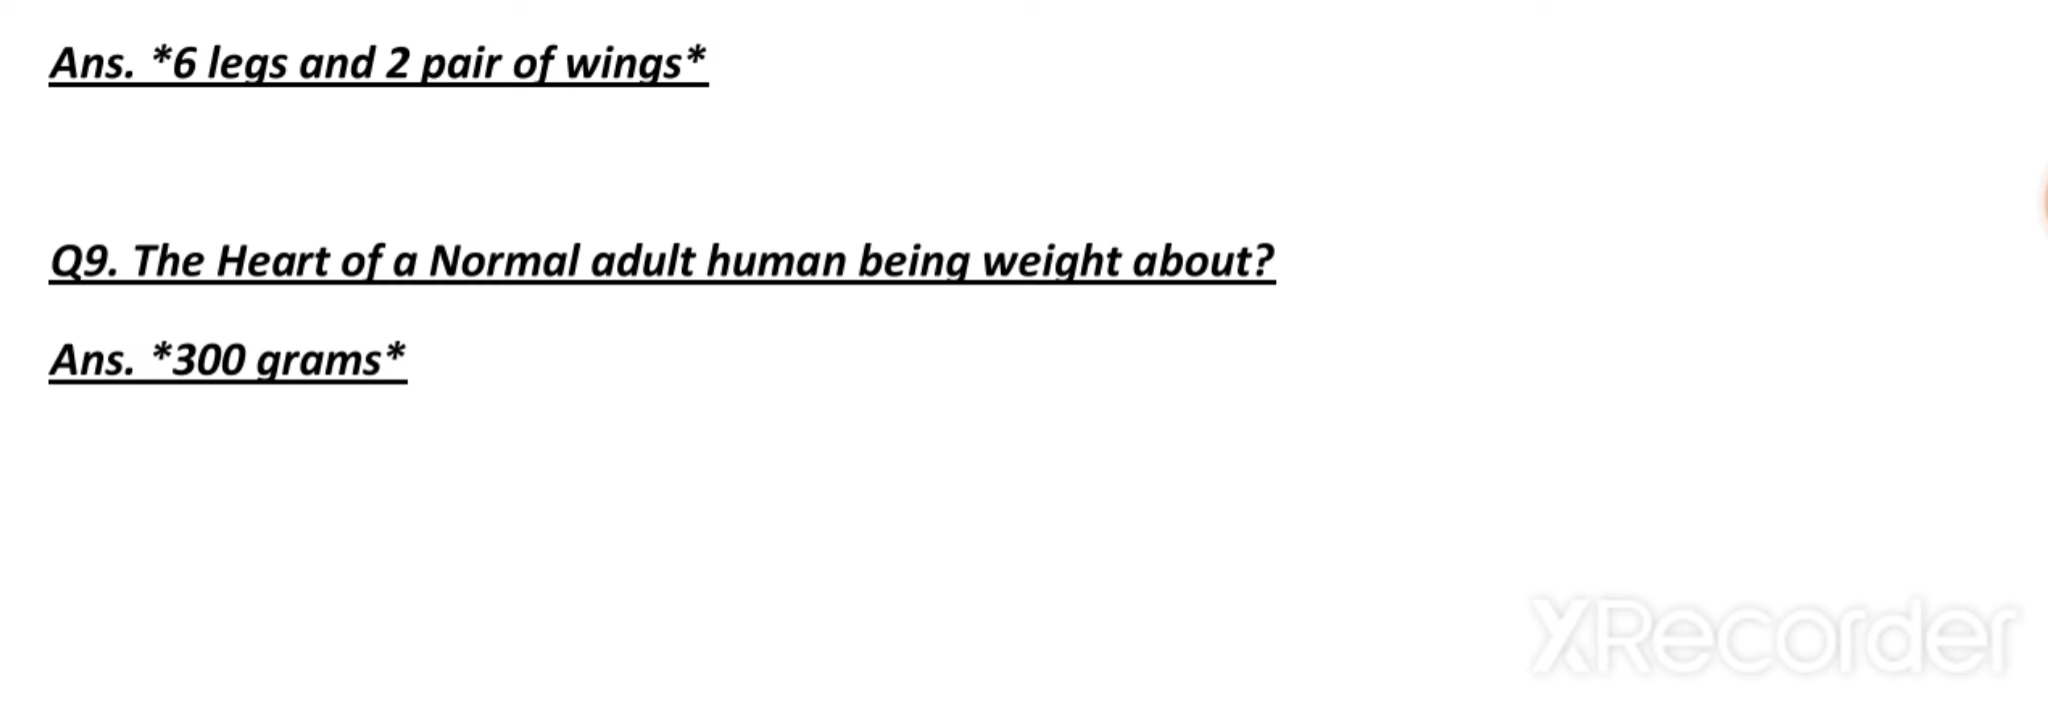 Ans. *6 legs and 2 pair of wings*
Q9. The Heart of a Normal adult human being weight about?
Ans. *300 grams*
XRecorder